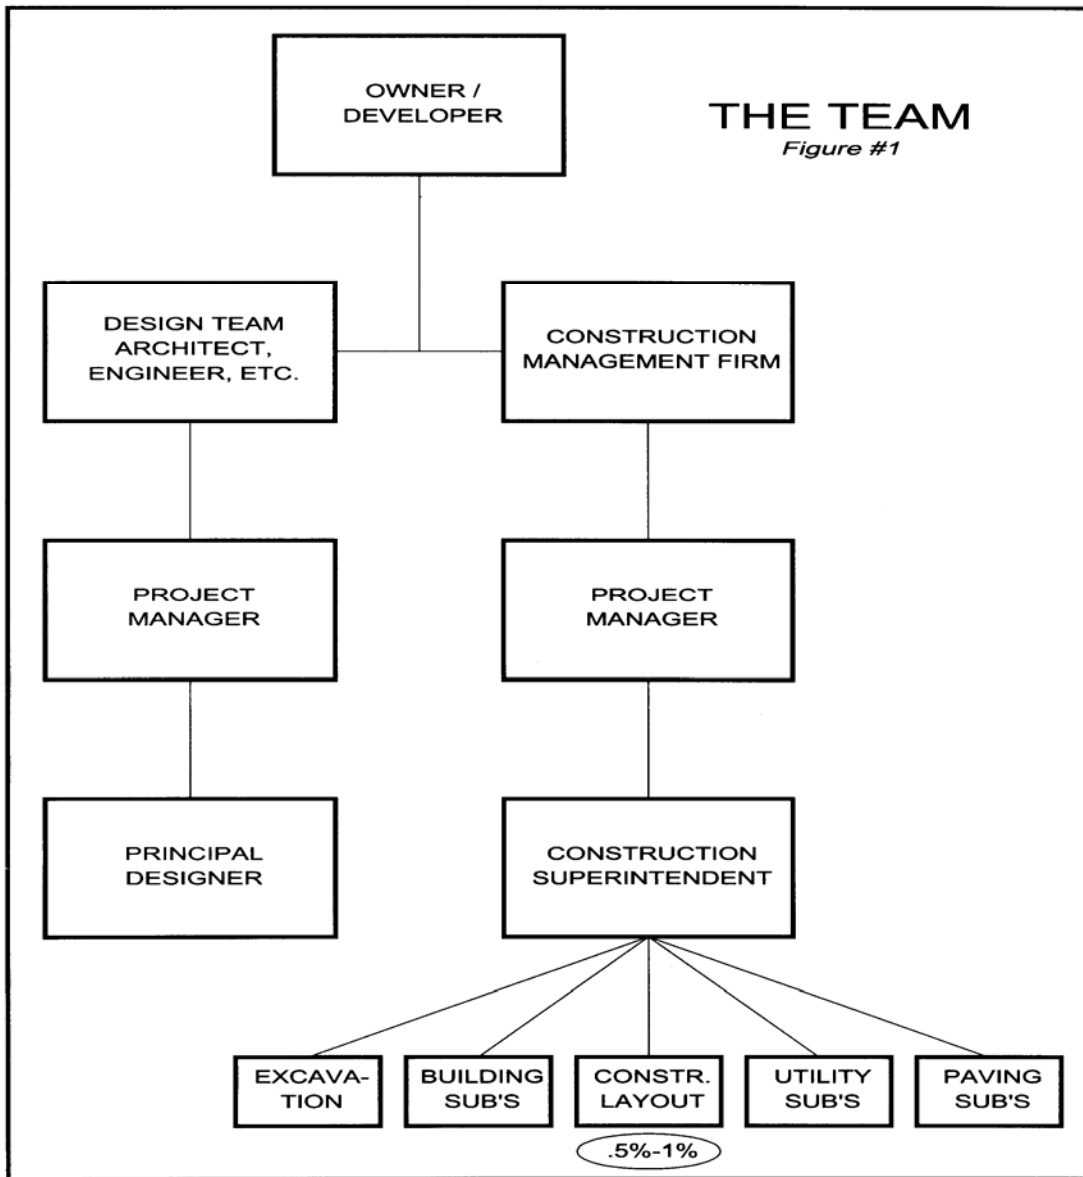 OWNER /
DEVELOPER
THE TEAM
Figure #1
DESIGN TEAM
ARCHITECT,
ENGINEER, ETC.
CONSTRUCTION
MANAGEMENT FIRM
PROJECT
MANAGER
PROJECT
MANAGER
PRINCIPAL
DESIGNER
CONSTRUCTION
SUPERINTENDENT
EXCAVA-
TION
BUILDING
SUB'S
CONSTR.
LAYOUT
UTILITY
SUB'S
PAVING
SUB'S
.5%-1%